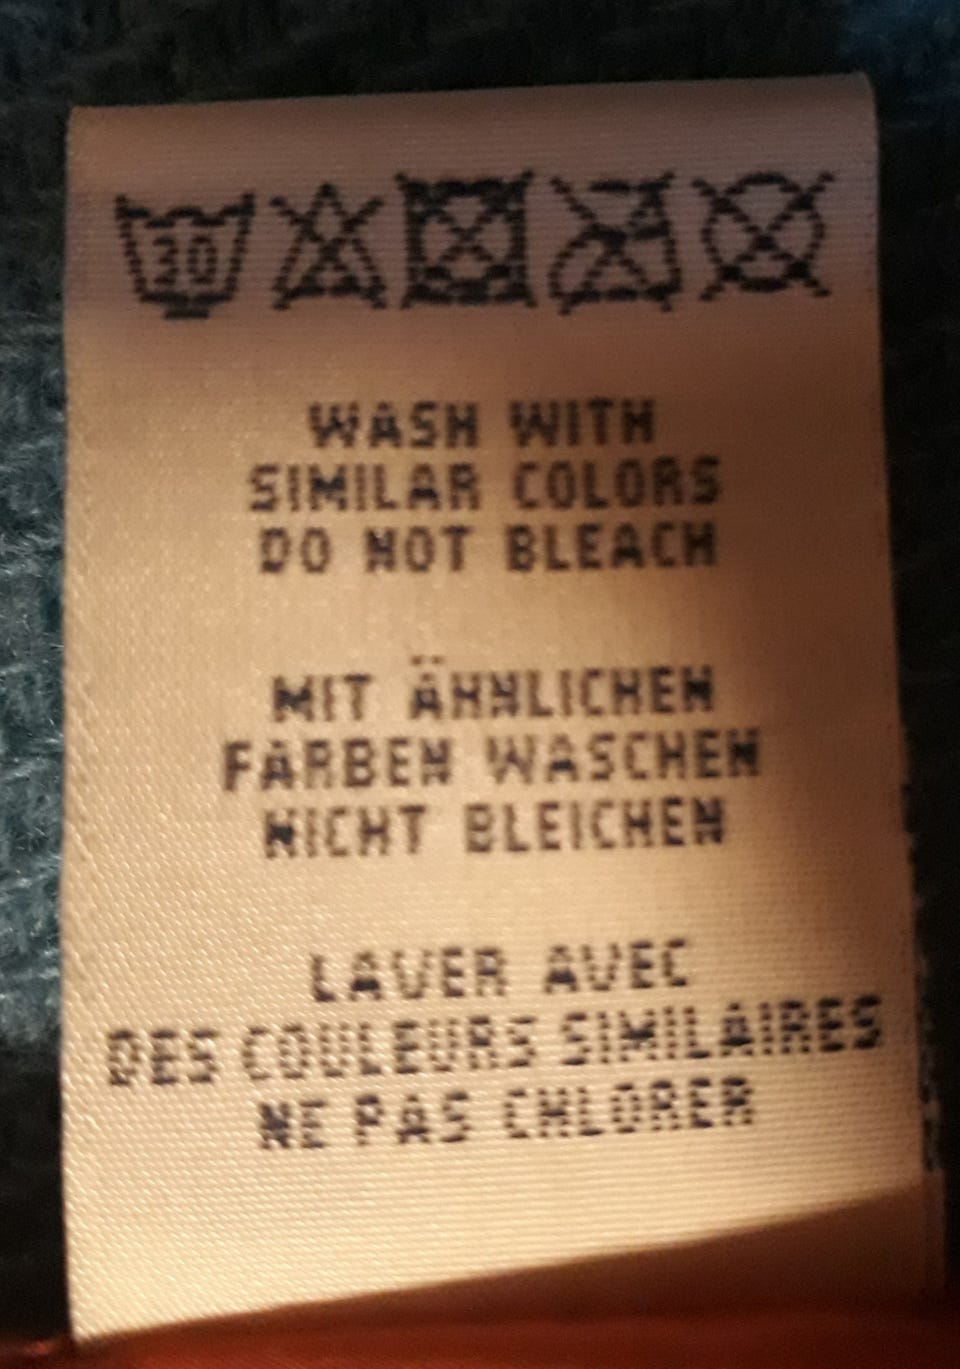 30
WASH WITH
SIMILAR COLORS
DO NOT BLEACH
MIT ÄHNLICHEN
FARBEN WASCHEN
NICHT BLEICHEN
LAVER AVEC
DES COULEURS SIMILAIRES
NE PAS CHLORER